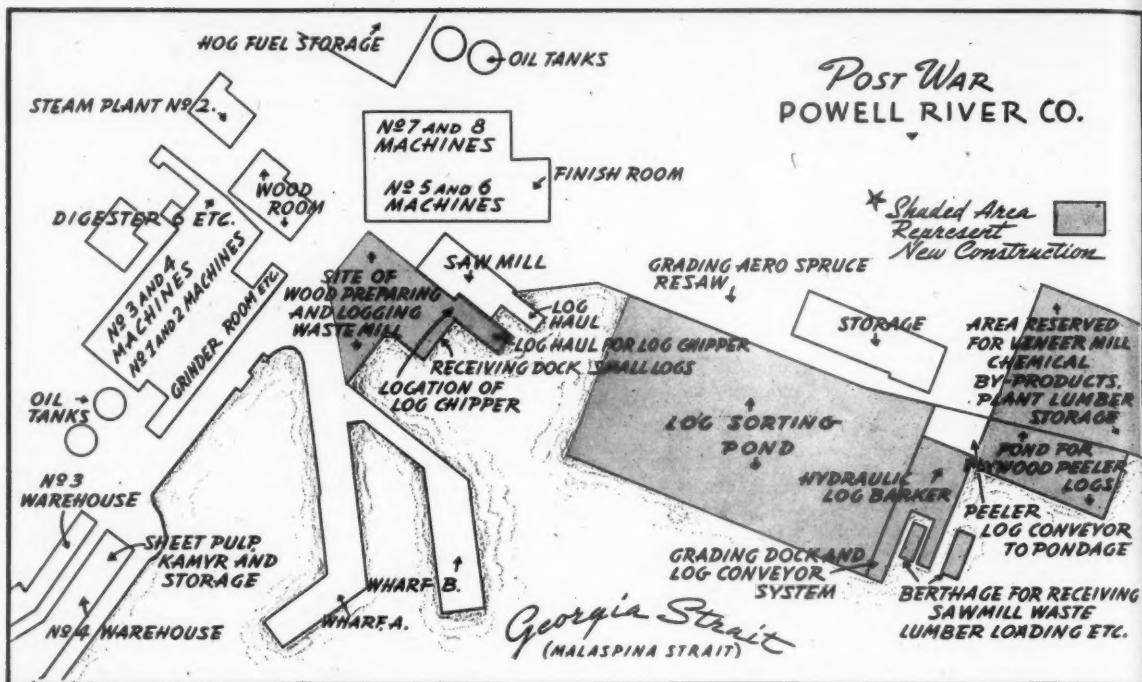 HOG FUEL STORAGE
OIL TANKS
POST WAR
POWELL RIVER CO.
STEAM PLANT Nº 2.
Nº 7 AND 8
MACHINES
Nº 5 AND 6
MACHINES
FINISH ROOM
WOOD
ROOM
DIGESTER 6 ETC.
* Shaded Area
Represent
New Construction
Nº 3 AND 4
MACHINES
Nº 1 AND 2 MACHINES
GRINDER ROOM ETC.
SITE OF
WOOD PREPARING
AND LOGGING
WASTE MILL
SAW MILL
LOG
HAUL
LOG HAUL FOR LOG CHIPPER
RECEIVING DOCK SMALL LOGS
LOCATION OF
LOG CHIPPER
GRADING AERO SPRUCE
RESAW
STORAGE
AREA RESERVED
FOR VENEER MILL
CHEMICAL
BY-PRODUCTS.
PLANT LUMBER
STORAGE
OIL
TANKS
LOG SORTING
POND
POND FOR
PLYWOOD PEELER
LOGS
HYDRAULIC
LOG BARKER
PEELER
LOG CONVEYOR
TO PONDAGE
Nº 3
WAREHOUSE
SHEET PULP,
KAMYR AND
STORAGE
Nº 4 WAREHOUSE
WHARF B.
WHARF. A.
GRADING DOCK AND
LOG CONVEYOR
SYSTEM
BERTHAGE FOR RECEIVING
SAWMILL WASTE
LUMBER LOADING ETC.
Georgia Strait
(MALASPINA STRAIT)